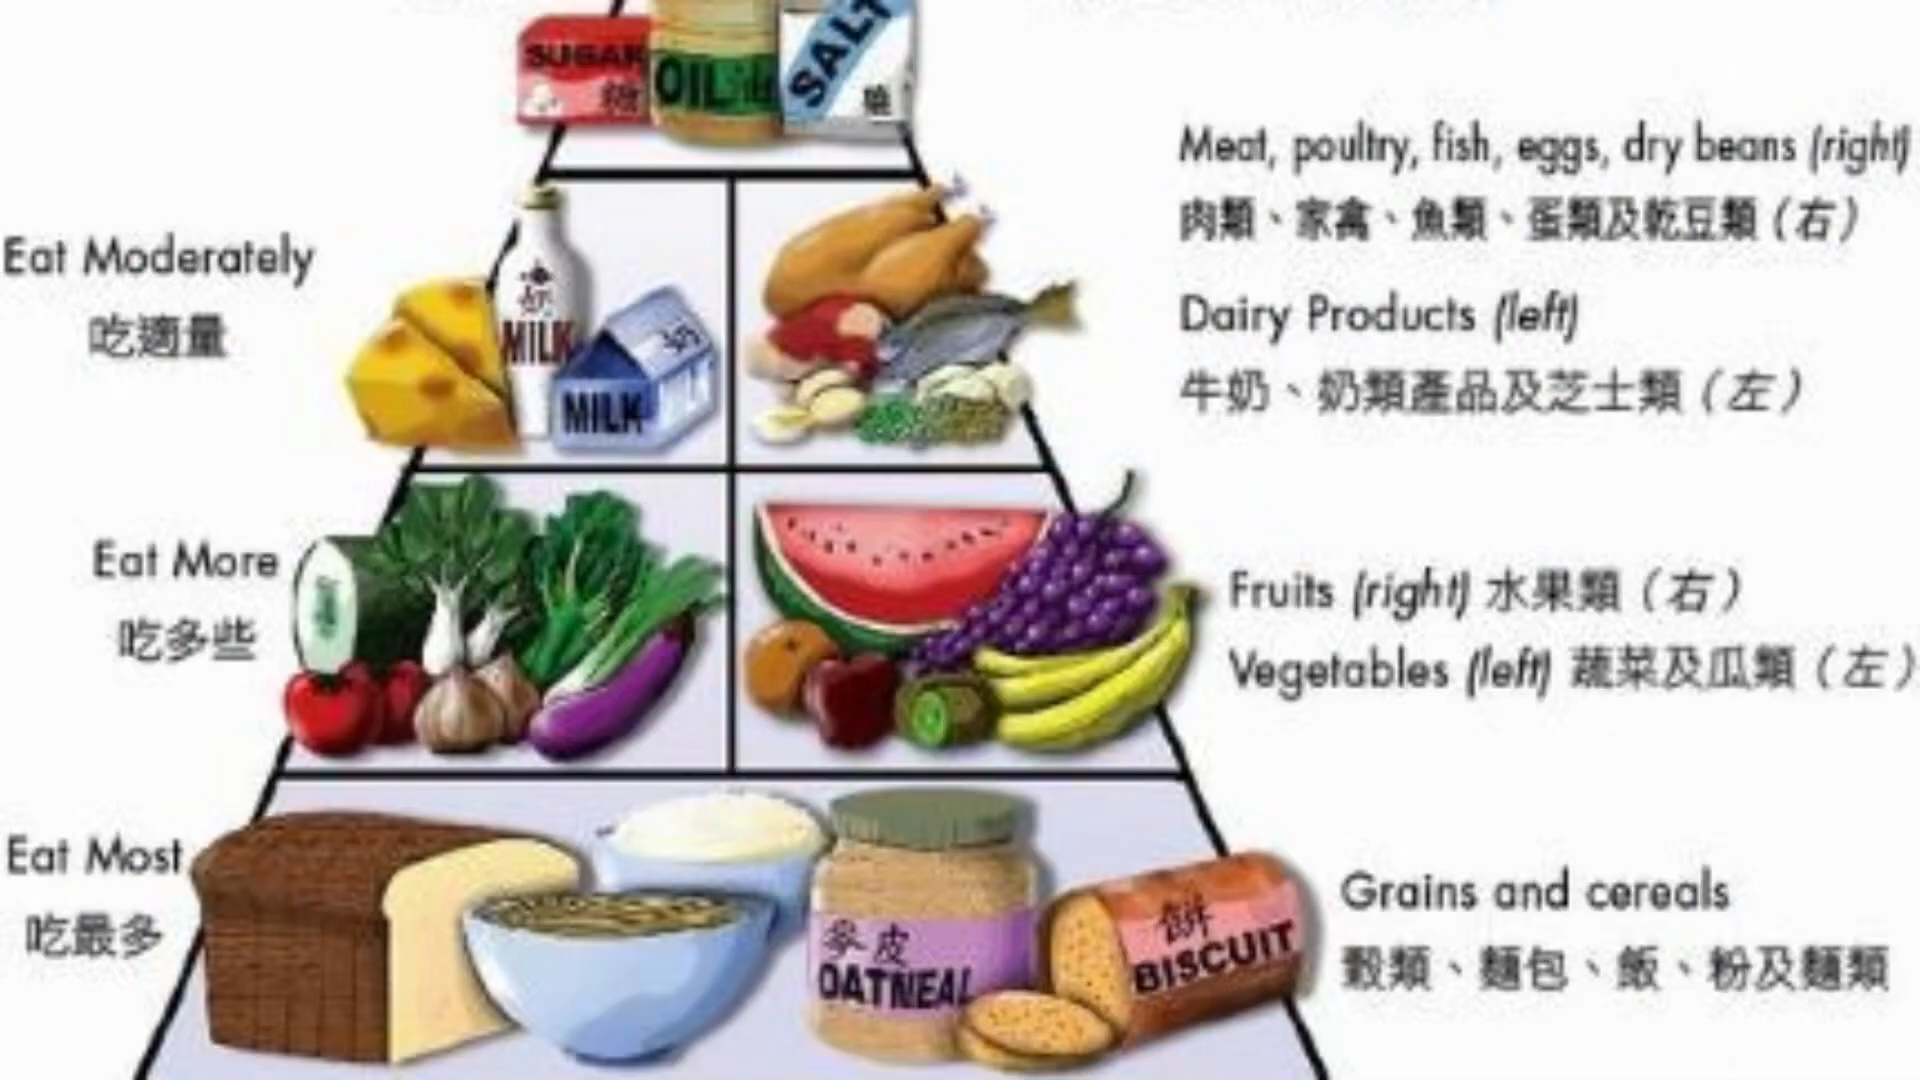 SUGAR
糖
OIL 油
SALT
鹽
Meat, poultry, fish, eggs, dry beans (right)
肉類、家禽、魚類、蛋類及乾豆類（右）
Eat Moderately
吃適量
MILK
奶
MILK
Dairy Products (left)
牛奶、奶類產品及芝士類（左）
Eat More
吃多些
Fruits (right) 水果類（右）
Vegetables (left) 蔬菜及瓜類（左）
Eat Most
吃最多
麥皮
OATNEAL
餅
BISCUIT
Grains and cereals
穀類、麵包、飯、粉及麵類